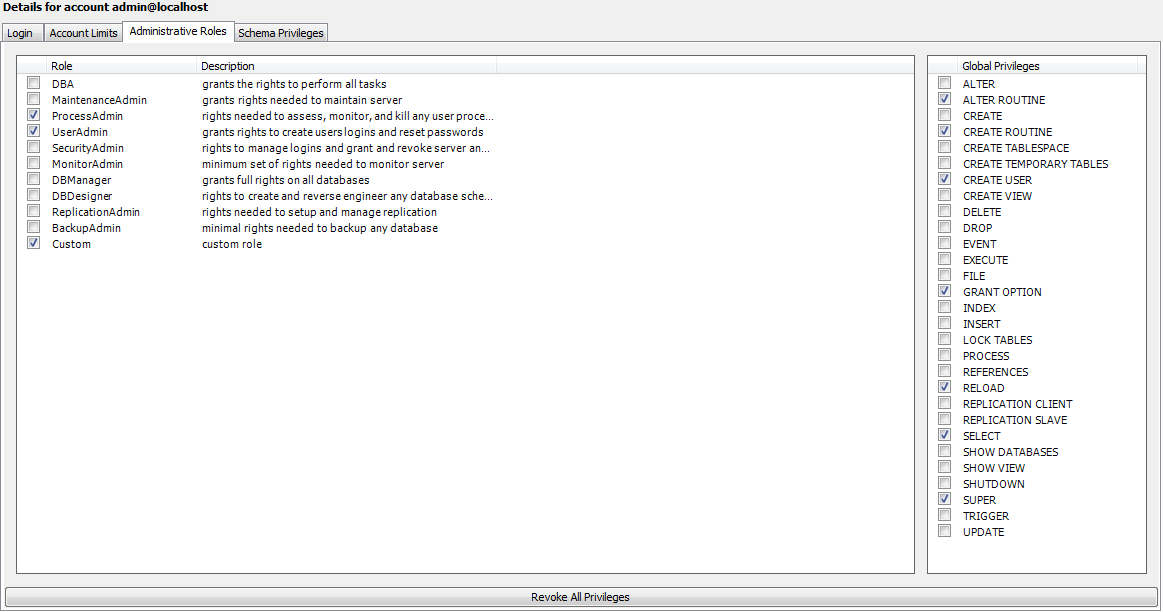 Details for account admin@localhost
Login Account Limits Administrative Roles Schema Privileges
Role Description
DBA grants the rights to perform all tasks
MaintenanceAdmin grants rights needed to maintain server
ProcessAdmin rights needed to assess, monitor, and kill any user proce...
UserAdmin grants rights to create users logins and reset passwords
SecurityAdmin rights to manage logins and grant and revoke server an...
MonitorAdmin minimum set of rights needed to monitor server
DBManager grants full rights on all databases
DBDesigner rights to create and reverse engineer any database sche...
ReplicationAdmin rights needed to setup and manage replication
BackupAdmin minimal rights needed to backup any database
Custom custom role
Global Privileges
ALTER
ALTER ROUTINE
CREATE
CREATE ROUTINE
CREATE TABLESPACE
CREATE TEMPORARY TABLES
CREATE USER
CREATE VIEW
DELETE
DROP
EVENT
EXECUTE
FILE
GRANT OPTION
INDEX
INSERT
LOCK TABLES
PROCESS
REFERENCES
RELOAD
REPLICATION CLIENT
REPLICATION SLAVE
SELECT
SHOW DATABASES
SHOW VIEW
SHUTDOWN
SUPER
TRIGGER
UPDATE
Revoke All Privileges